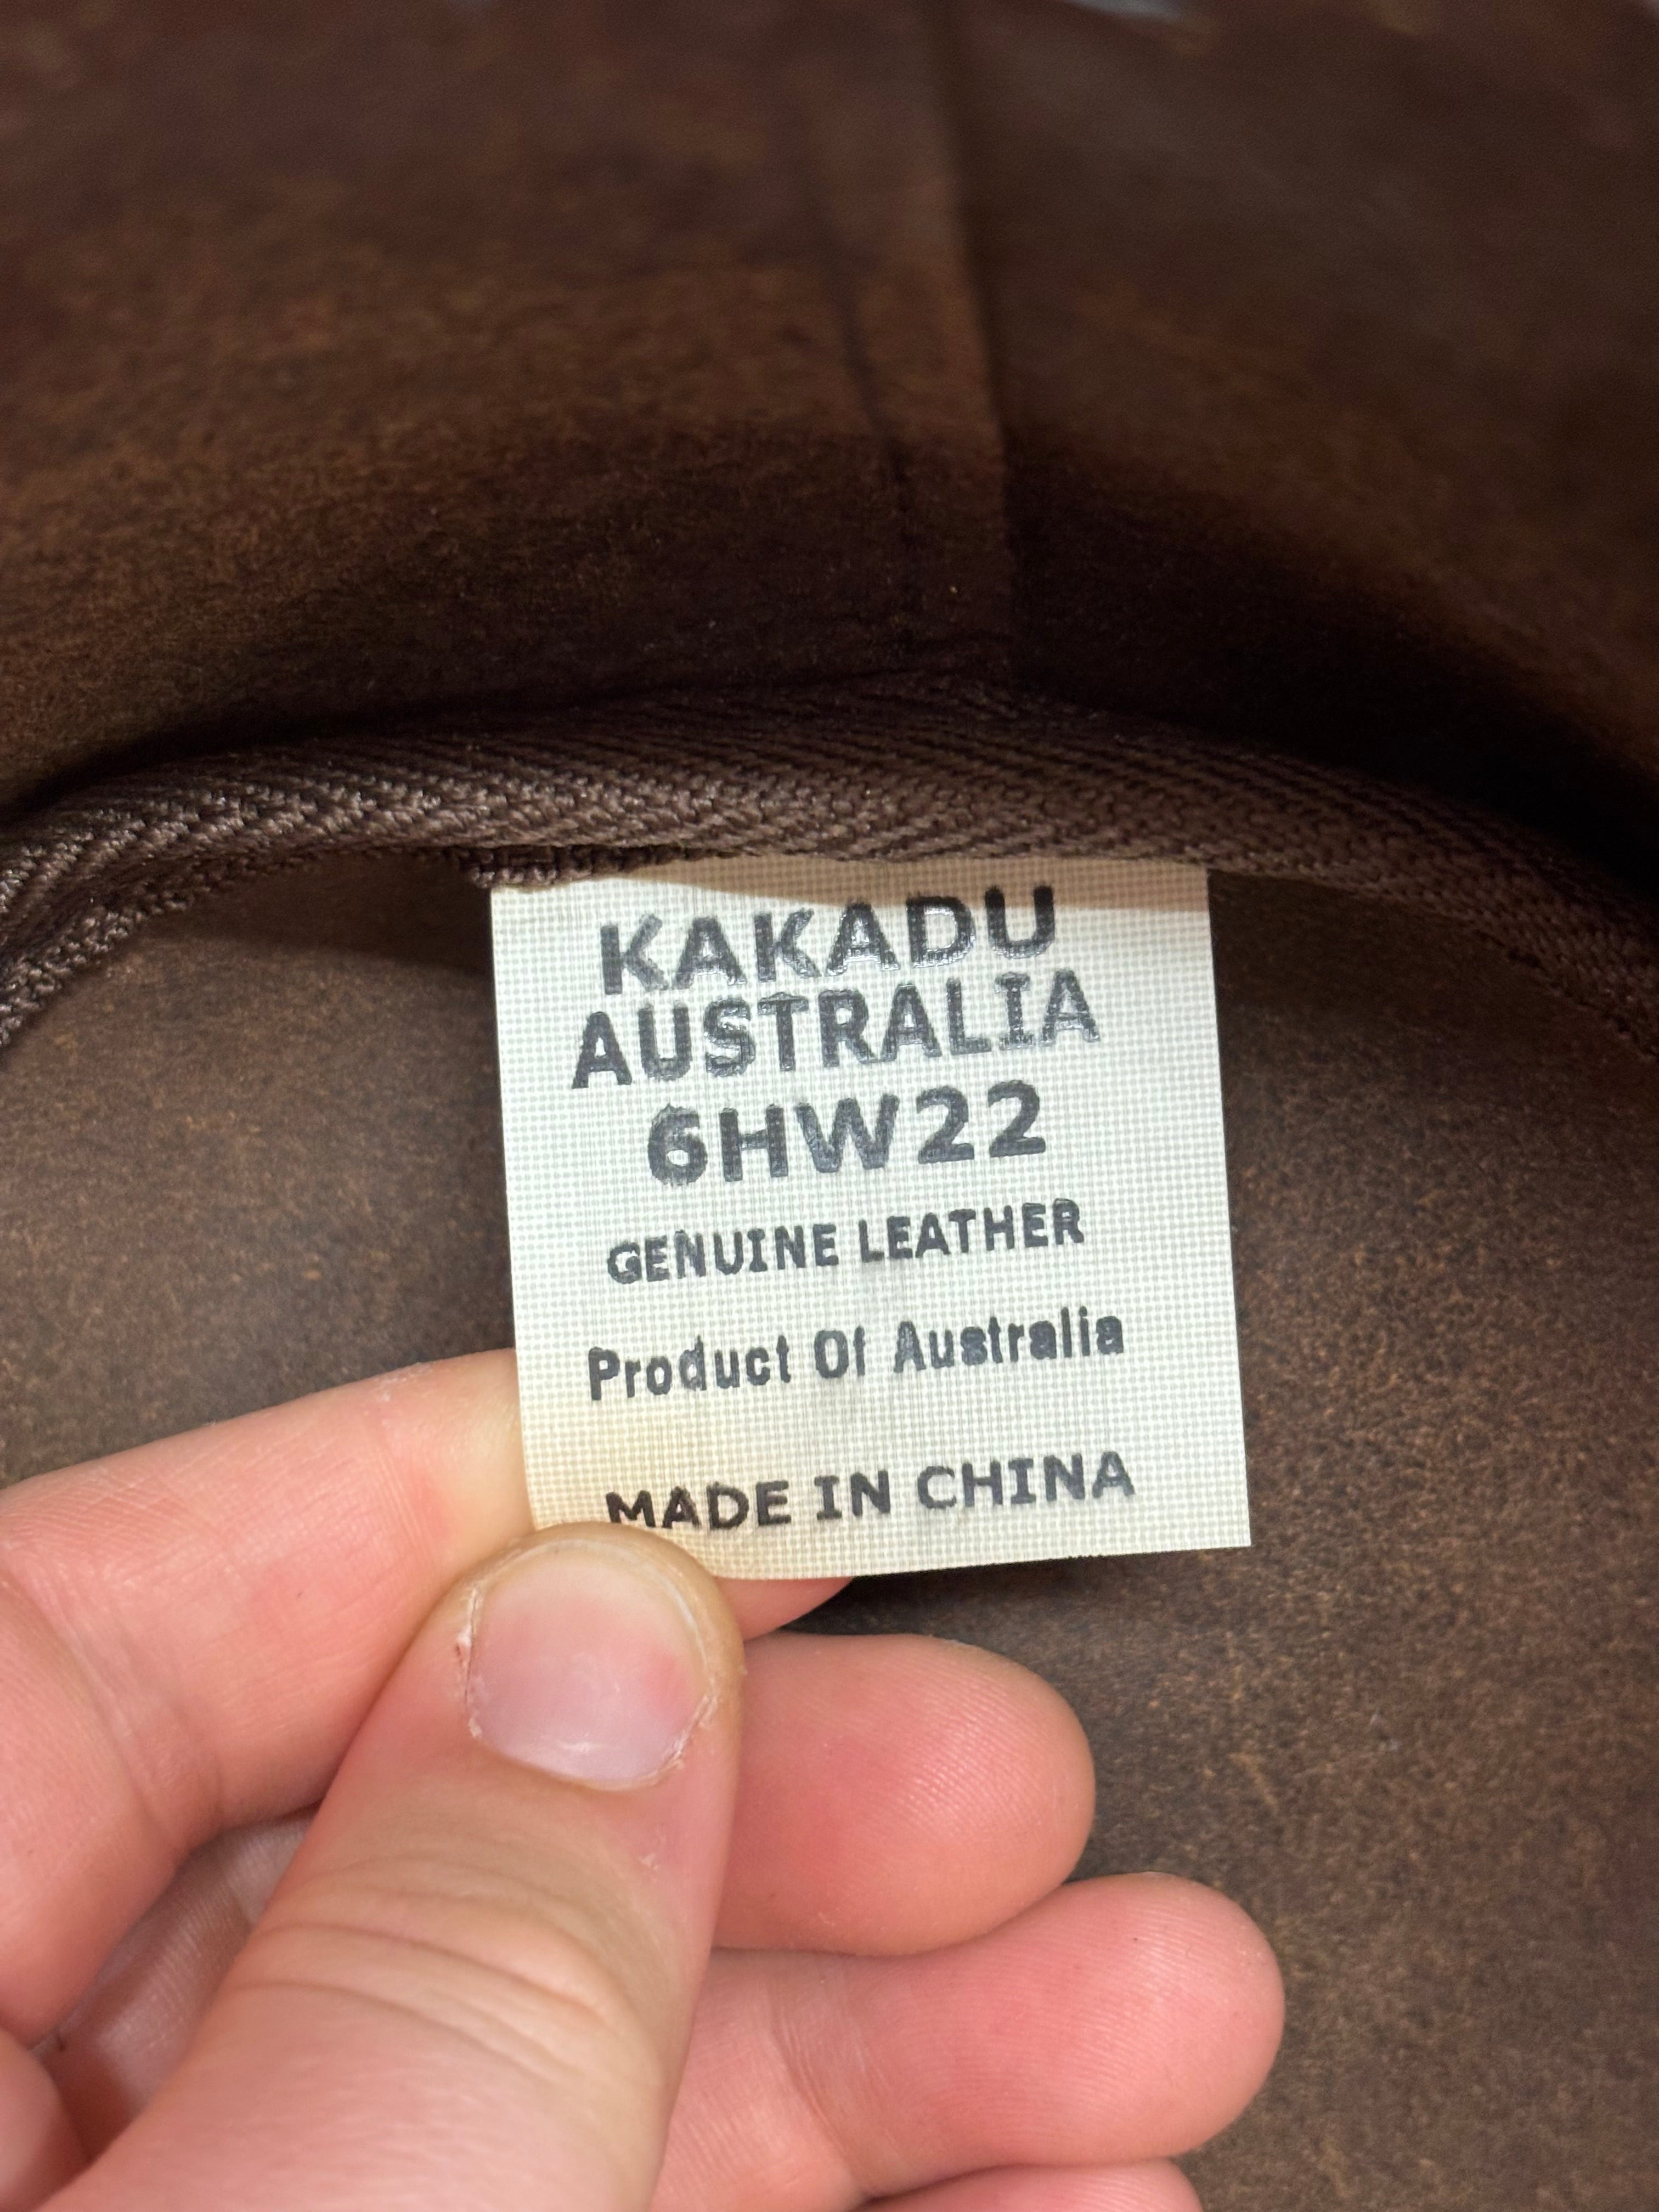 KAKADU
AUSTRALIA
6HW22
GENUINE LEATHER
Product Of Australia
MADE IN CHINA